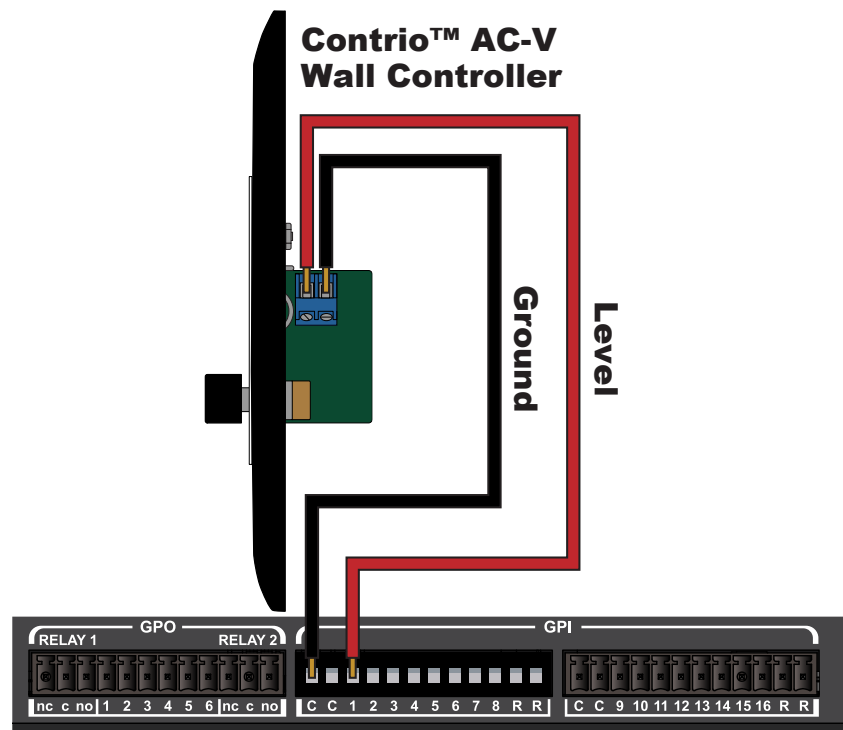 Contrio™ AC-V
Wall Controller
Ground
Level
GPO
GPI
RELAY 1
RELAY 2
nc c no 1 2 3 4 5 6 nc c no
C C 1 2 3 4 5 6 7 8 R R
C C 9 10 11 12 13 14 15 16 R R